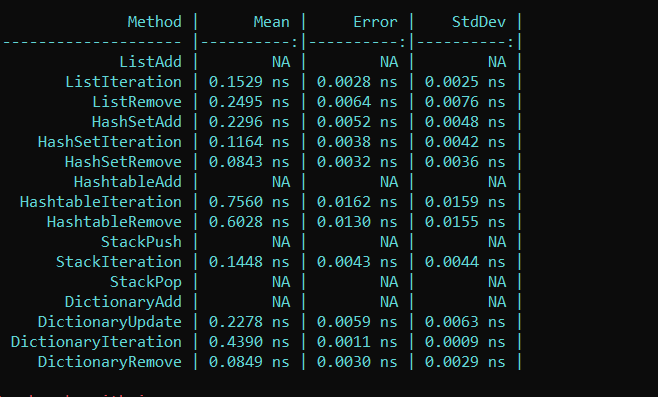 Method | Mean | Error | StdDev |
-------------------- |----------:|----------:|----------:|
ListAdd | NA | NA | NA |
ListIteration | 0.1529 ns | 0.0028 ns | 0.0025 ns |
ListRemove | 0.2495 ns | 0.0064 ns | 0.0076 ns |
HashSetAdd | 0.2296 ns | 0.0052 ns | 0.0048 ns |
HashSetIteration | 0.1164 ns | 0.0038 ns | 0.0042 ns |
HashSetRemove | 0.0843 ns | 0.0032 ns | 0.0036 ns |
HashtableAdd | NA | NA | NA |
HashtableIteration | 0.7560 ns | 0.0162 ns | 0.0159 ns |
HashtableRemove | 0.6028 ns | 0.0130 ns | 0.0155 ns |
StackPush | NA | NA | NA |
StackIteration | 0.1448 ns | 0.0043 ns | 0.0044 ns |
StackPop | NA | NA | NA |
DictionaryAdd | NA | NA | NA |
DictionaryUpdate | 0.2278 ns | 0.0059 ns | 0.0063 ns |
DictionaryIteration | 0.4390 ns | 0.0011 ns | 0.0009 ns |
DictionaryRemove | 0.0849 ns | 0.0030 ns | 0.0029 ns |